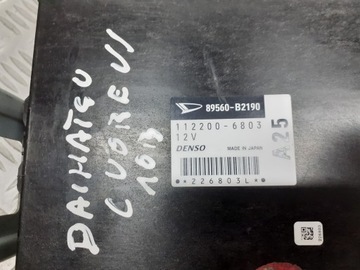 DAIHATSU
CUORE VI
1013
89560-B2190
112200-6803
12V
DENSO MADE IN JAPAN
A25
*226803L*